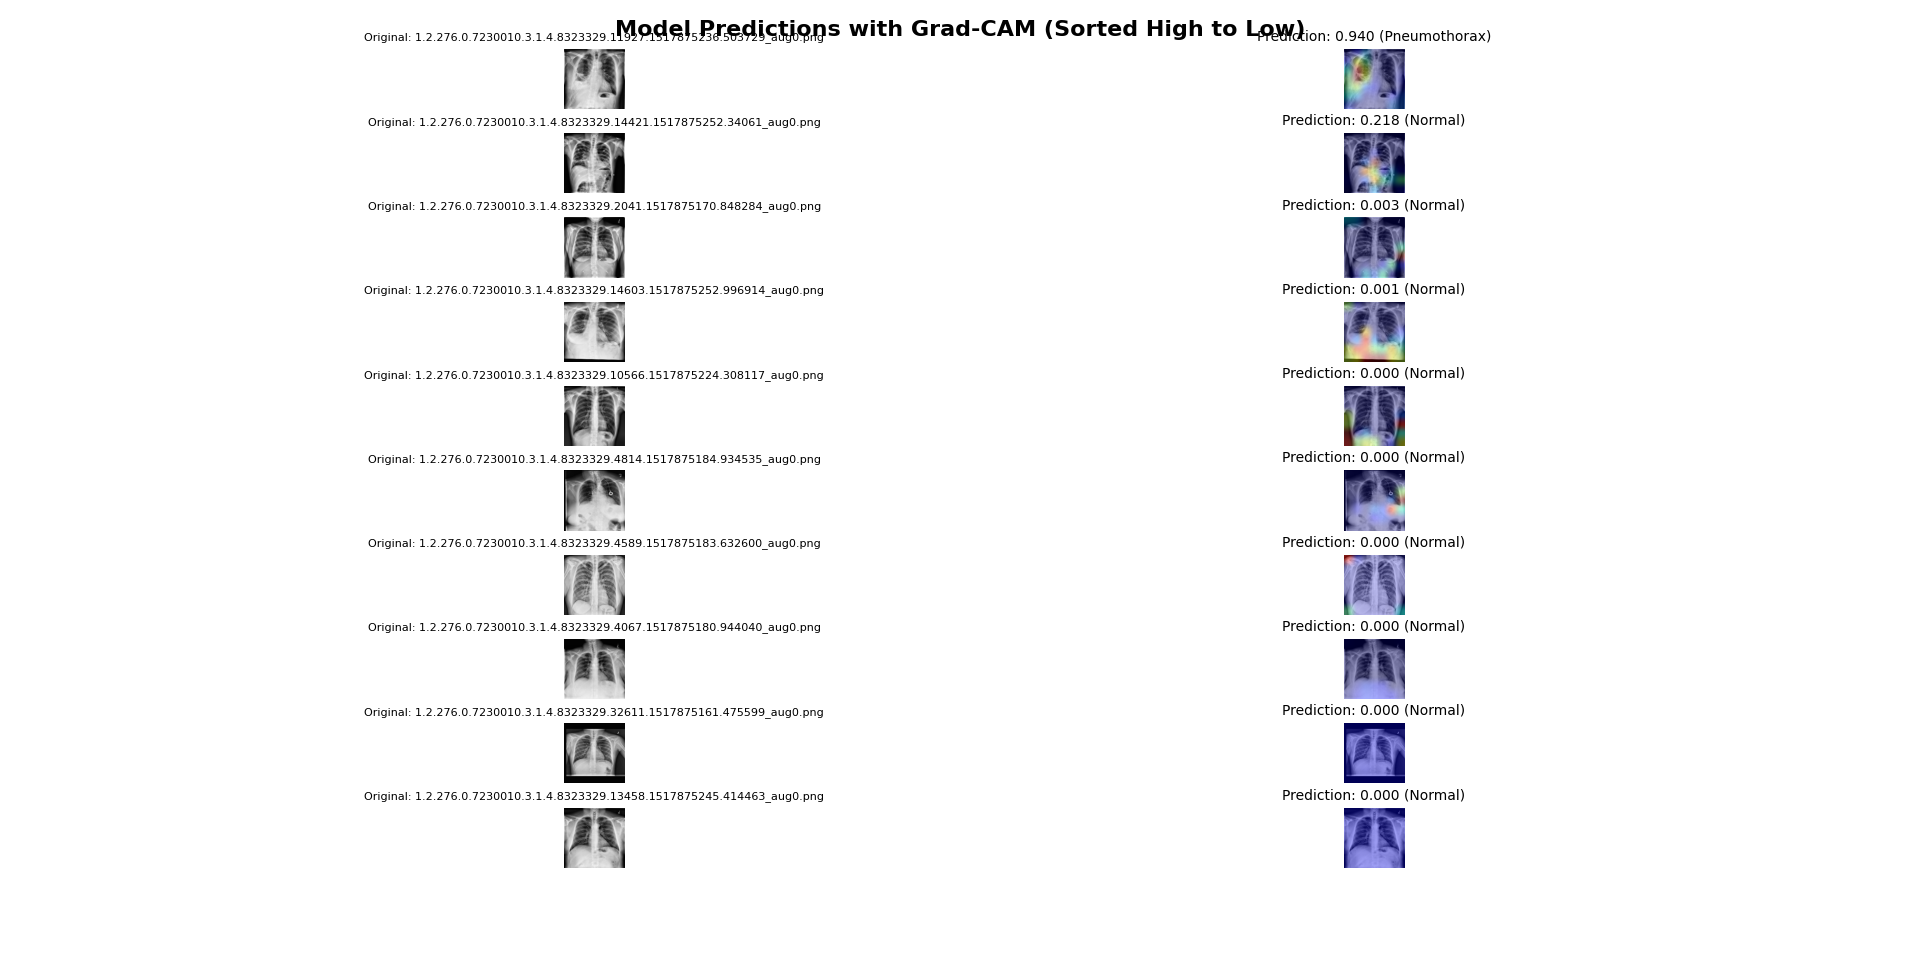 Model Predictions with Grad-CAM (Sorted High to Low)
Original: 1.2.276.0.7230010.3.1.4.8323329.11927.1517875236.503729_aug0.png
Prediction: 0.940 (Pneumothorax)
Original: 1.2.276.0.7230010.3.1.4.8323329.14421.1517875252.34061_aug0.png
Prediction: 0.218 (Normal)
Original: 1.2.276.0.7230010.3.1.4.8323329.2041.1517875170.848284_aug0.png
Prediction: 0.003 (Normal)
Original: 1.2.276.0.7230010.3.1.4.8323329.14603.1517875252.996914_aug0.png
Prediction: 0.001 (Normal)
Original: 1.2.276.0.7230010.3.1.4.8323329.10566.1517875224.308117_aug0.png
Prediction: 0.000 (Normal)
Original: 1.2.276.0.7230010.3.1.4.8323329.4814.1517875184.934535_aug0.png
Prediction: 0.000 (Normal)
Original: 1.2.276.0.7230010.3.1.4.8323329.4589.1517875183.632600_aug0.png
Prediction: 0.000 (Normal)
Original: 1.2.276.0.7230010.3.1.4.8323329.4067.1517875180.944040_aug0.png
Prediction: 0.000 (Normal)
Original: 1.2.276.0.7230010.3.1.4.8323329.32611.1517875161.475599_aug0.png
Prediction: 0.000 (Normal)
Original: 1.2.276.0.7230010.3.1.4.8323329.13458.1517875245.414463_aug0.png
Prediction: 0.000 (Normal)